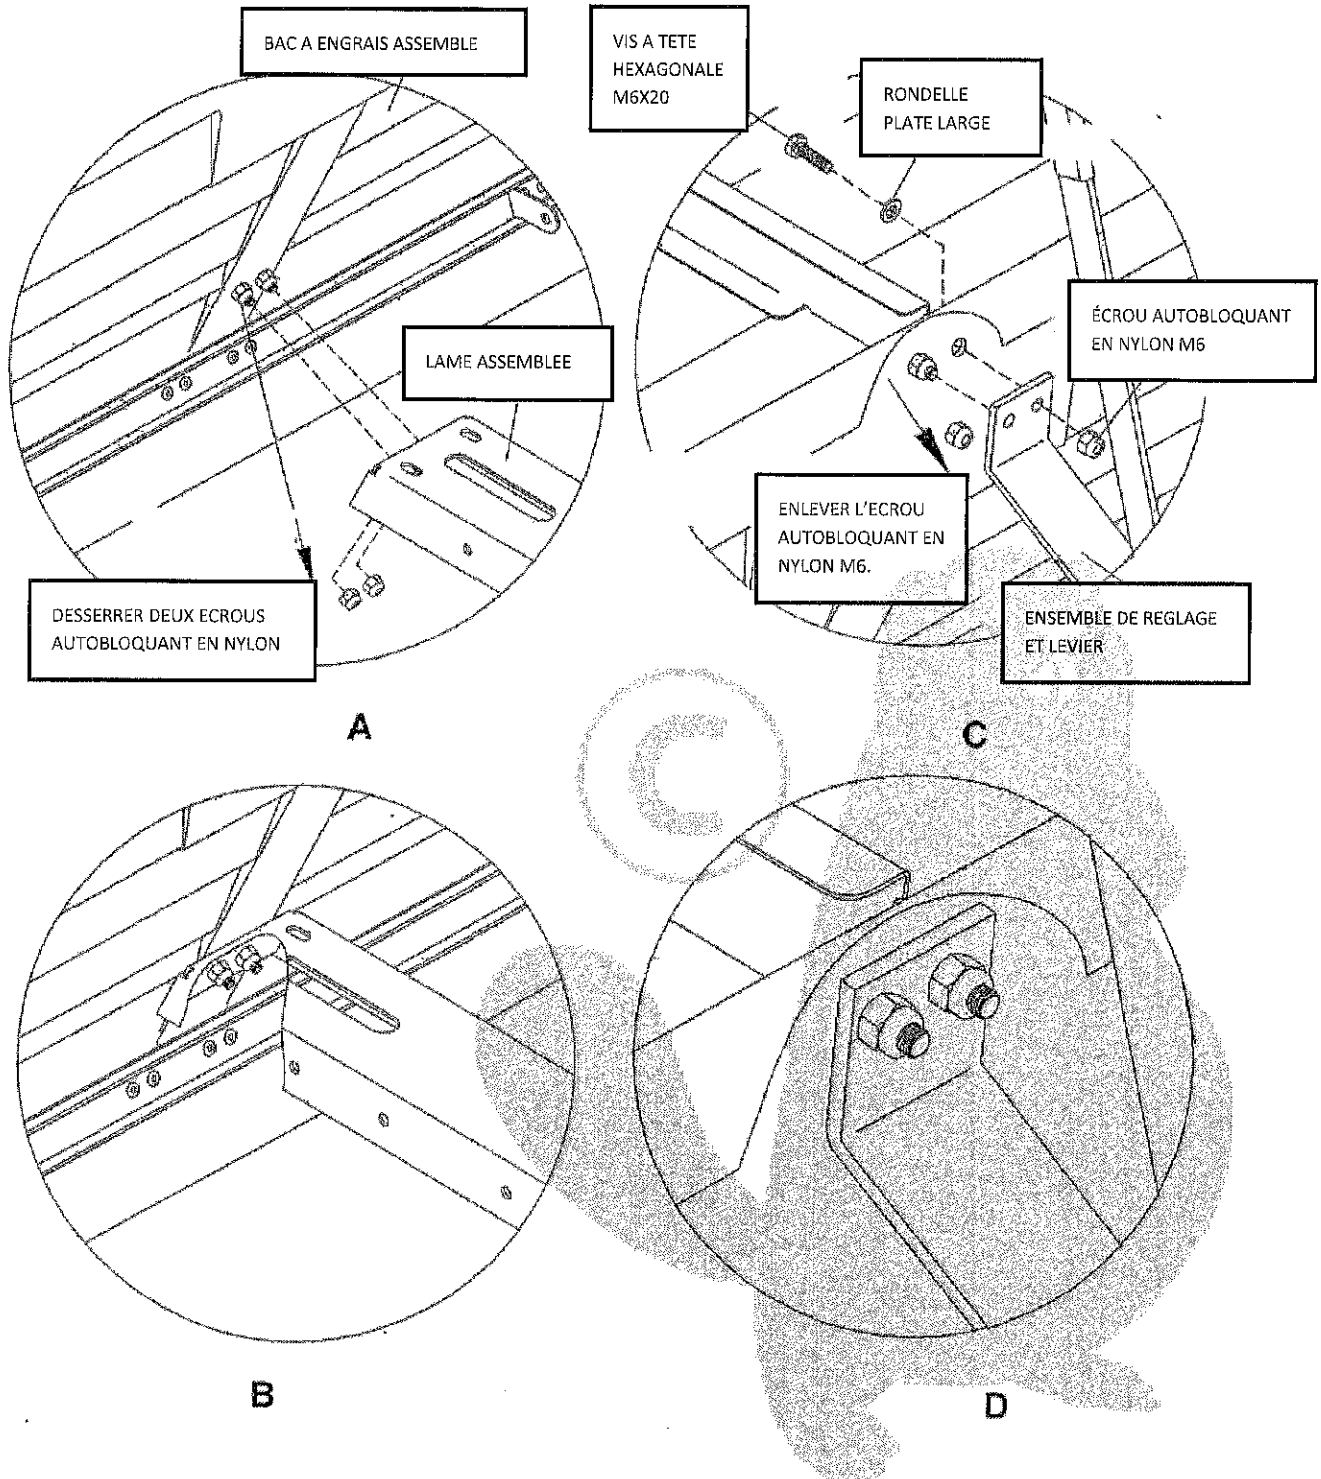 BAC A ENGRAIS ASSEMBLE
VIS A TETE
HEXAGONALE
M6X20
RONDELLE
PLATE LARGE
ÉCROU AUTOBLOQUANT
EN NYLON M6
LAME ASSEMBLEE
ENLEVER L'ECROU
AUTOBLOQUANT EN
NYLON M6.
DESSERRER DEUX ECROUS
AUTOBLOQUANT EN NYLON
ENSEMBLE DE REGLAGE
ET LEVIER
A
C
©
B
D